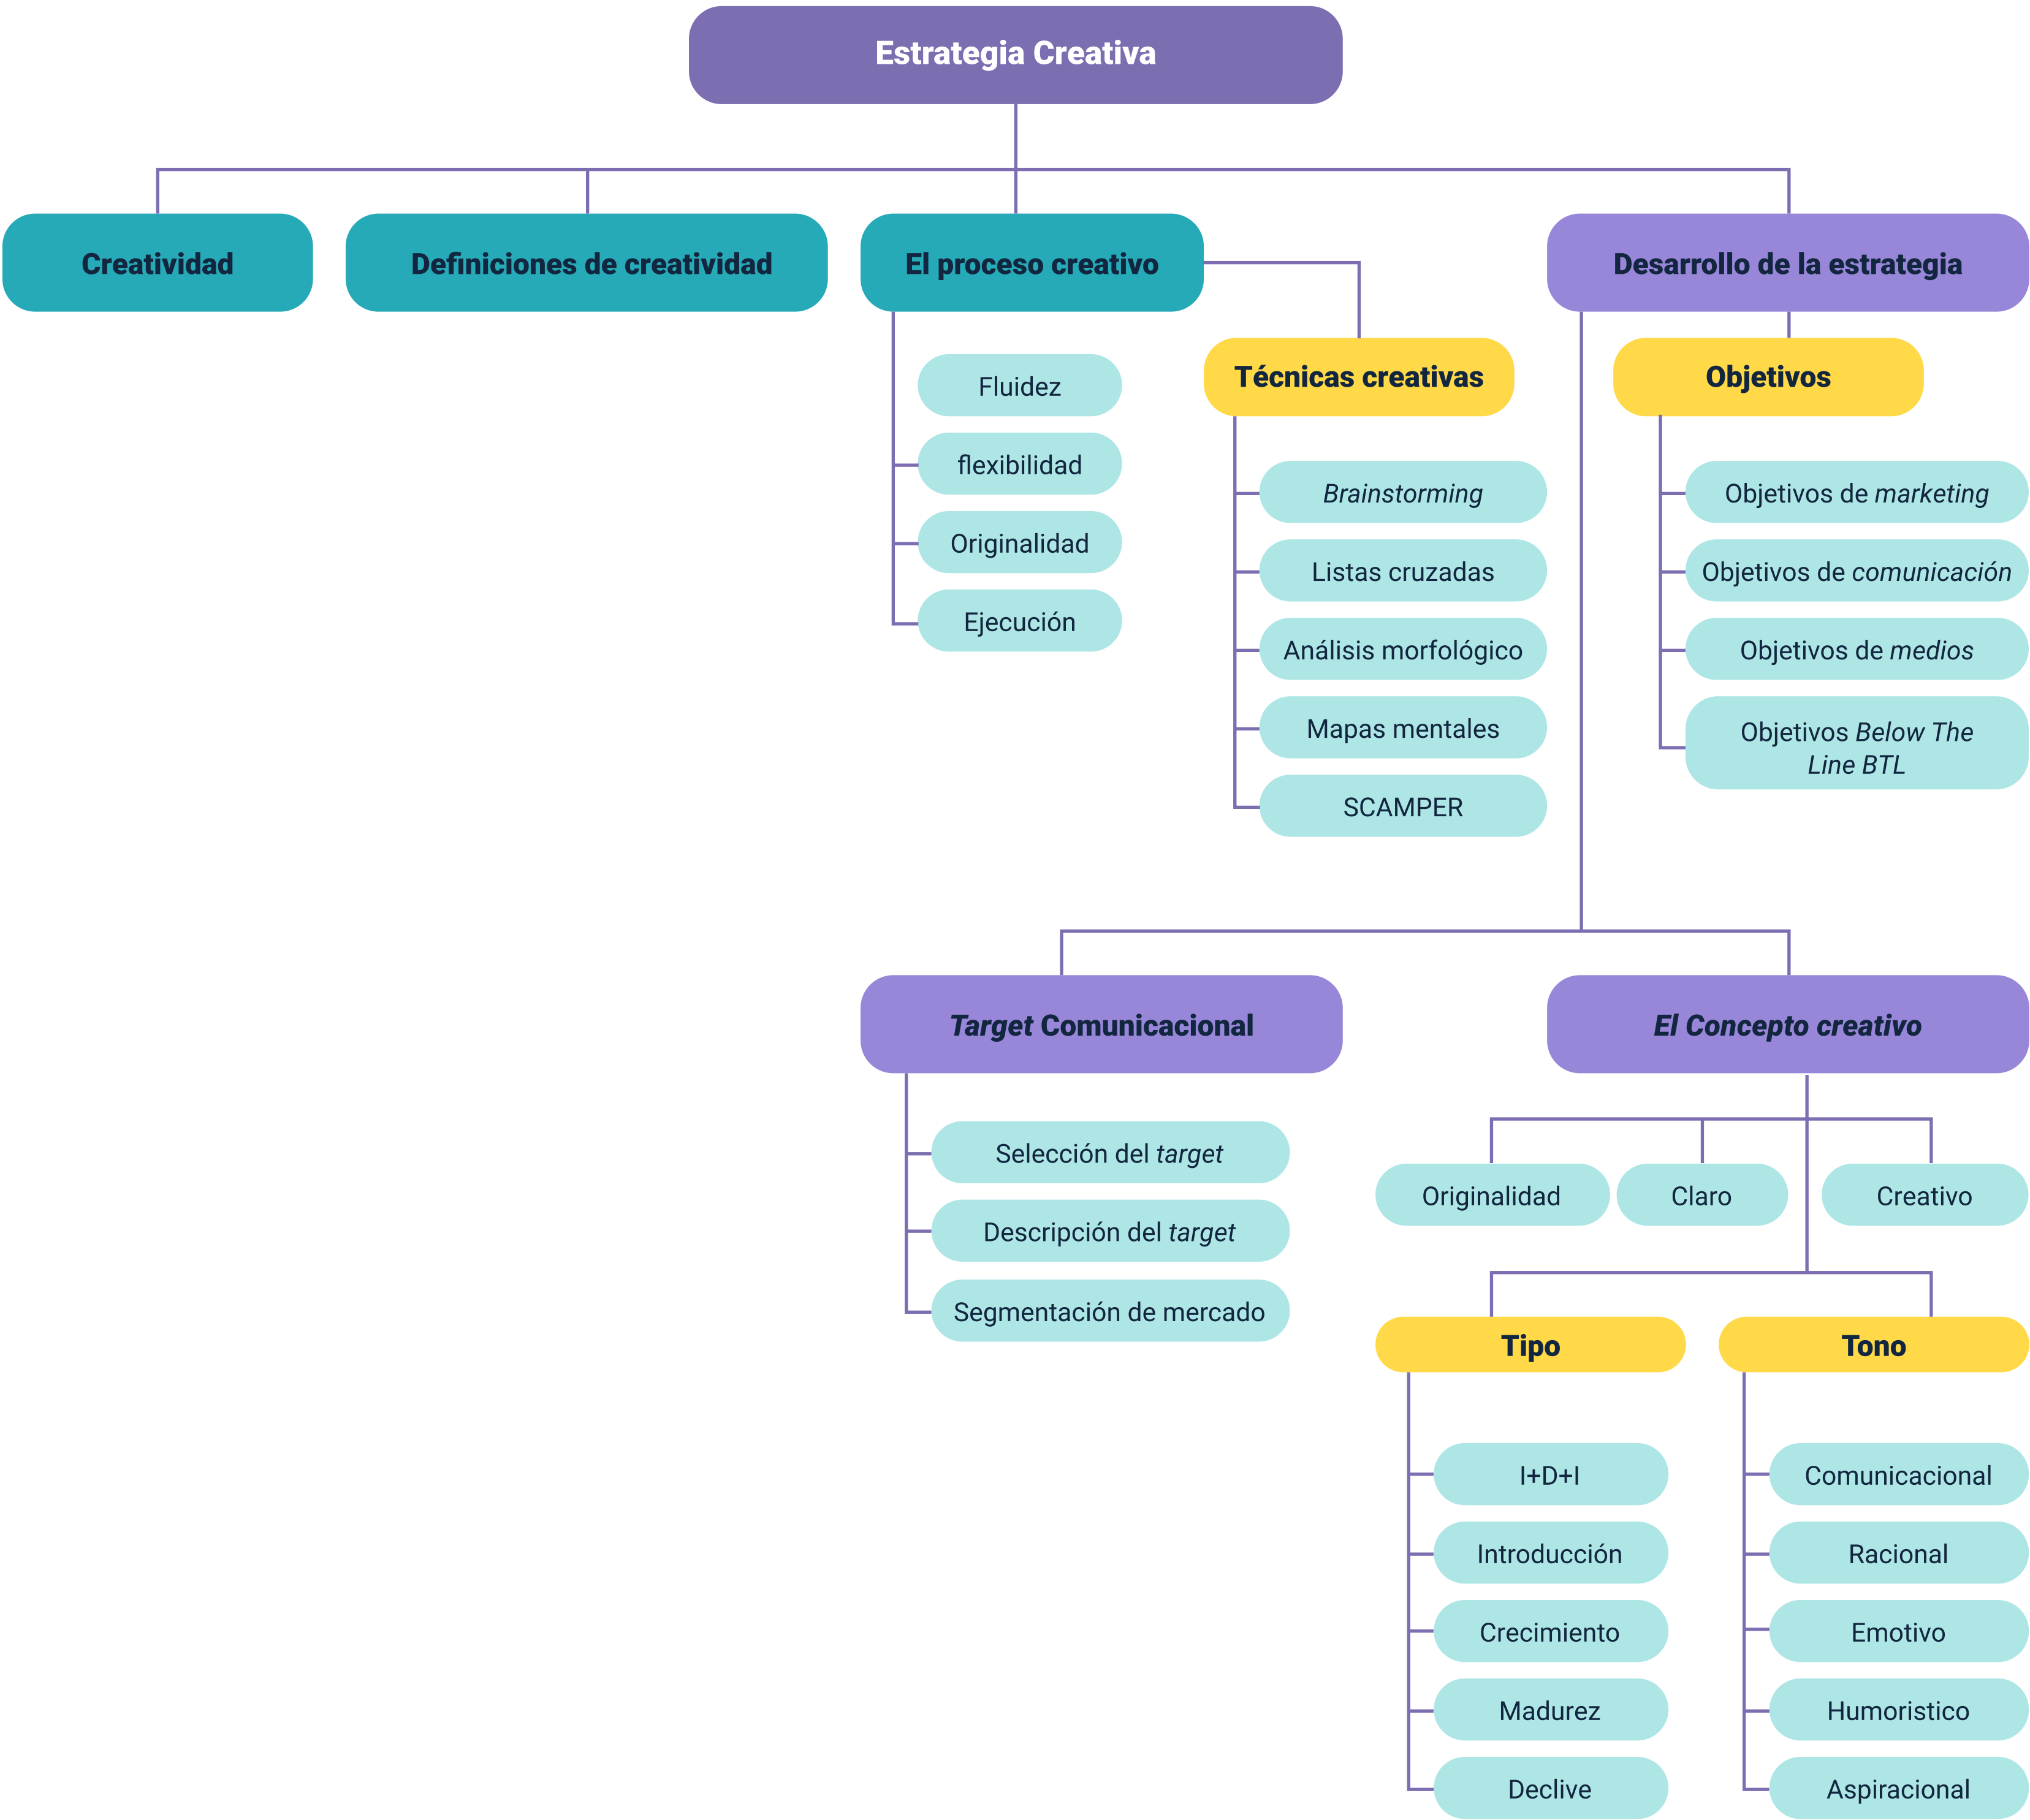 Estrategia Creativa
Creatividad
Definiciones de creatividad
El proceso creativo
Desarrollo de la estrategia
Fluidez
flexibilidad
Originalidad
Ejecución
Técnicas creativas
Brainstorming
Listas cruzadas
Análisis morfológico
Mapas mentales
SCAMPER
Objetivos
Objetivos de marketing
Objetivos de comunicación
Objetivos de medios
Objetivos Below The
Line BTL
Target Comunicacional
Selección del target
Descripción del target
Segmentación de mercado
El Concepto creativo
Originalidad
Claro
Creativo
Tipo
I+D+I
Introducción
Crecimiento
Madurez
Declive
Tono
Comunicacional
Racional
Emotivo
Humoristico
Aspiracional